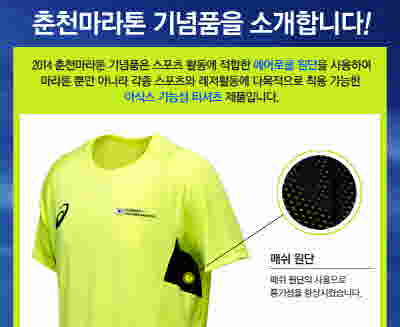 춘천마라톤 기념품을 소개합니다!
2014 춘천마라톤 기념품은 스포츠 활동에 적합한 에어로쿨 원단을 사용하여
마라톤 뿐만 아니라 각종 스포츠와 레저활동에 다목적으로 착용 가능한
아식스 기능성 티셔츠 제품입니다.
매쉬 원단
매쉬 원단의 사용으로
통기성을 향상시켰습니다.